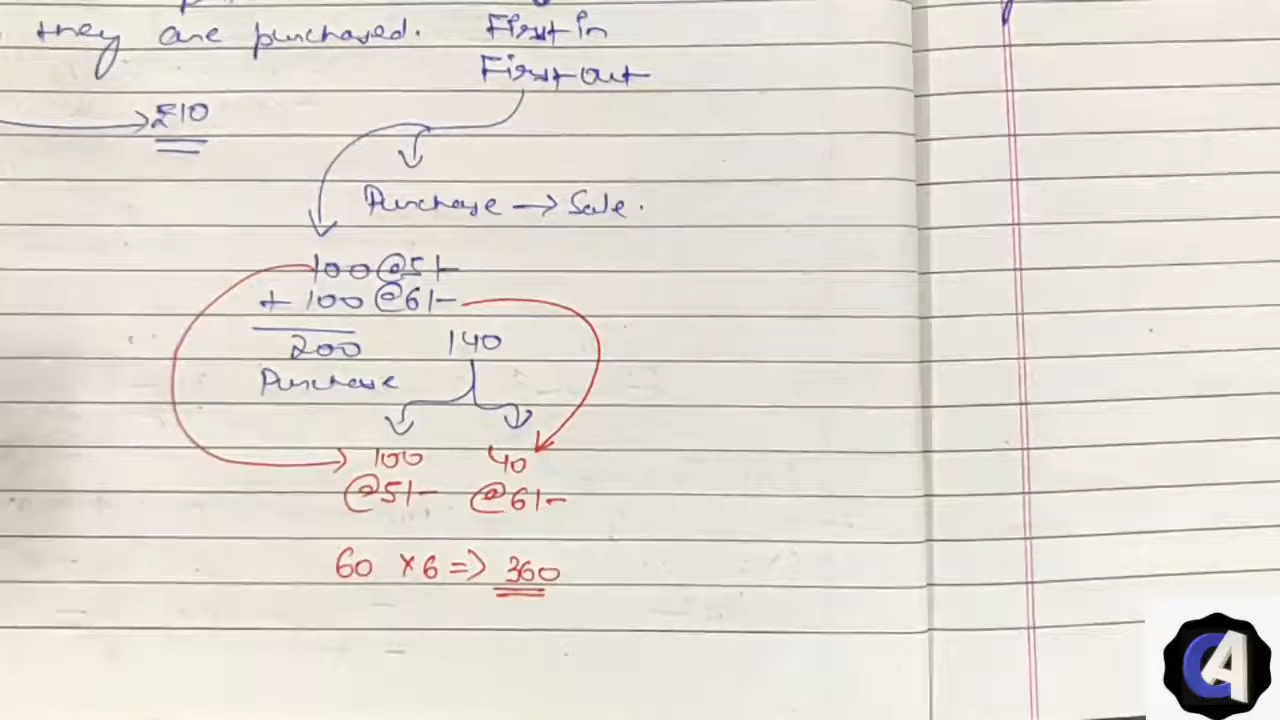 they are purchased. First in
First out
£10
Purchase → Sale.
100 @ 5/-
+ 100 @ 6/-
200 140
Purchase
100 40
@5/- @6/-
60 × 6 => 360
CA